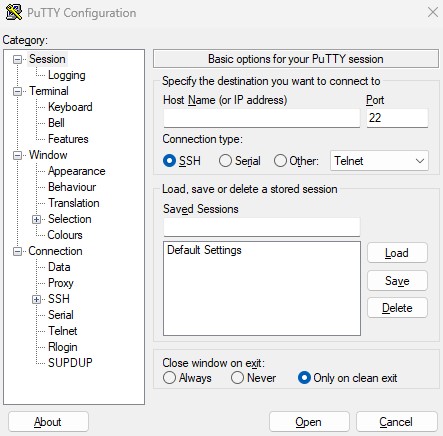 PuTTY Configuration
Category:
Session
Logging
Terminal
Keyboard
Bell
Features
Window
Appearance
Behaviour
Translation
Selection
Colours
Connection
Data
Proxy
SSH
Serial
Telnet
Rlogin
SUPDUP
Basic options for your PuTTY session
Specify the destination you want to connect to
Host Name (or IP address) Port
22
Connection type:
SSH Serial Other: Telnet
Load, save or delete a stored session
Saved Sessions
Default Settings
Load
Save
Delete
Close window on exit:
Always Never Only on clean exit
About Open Cancel